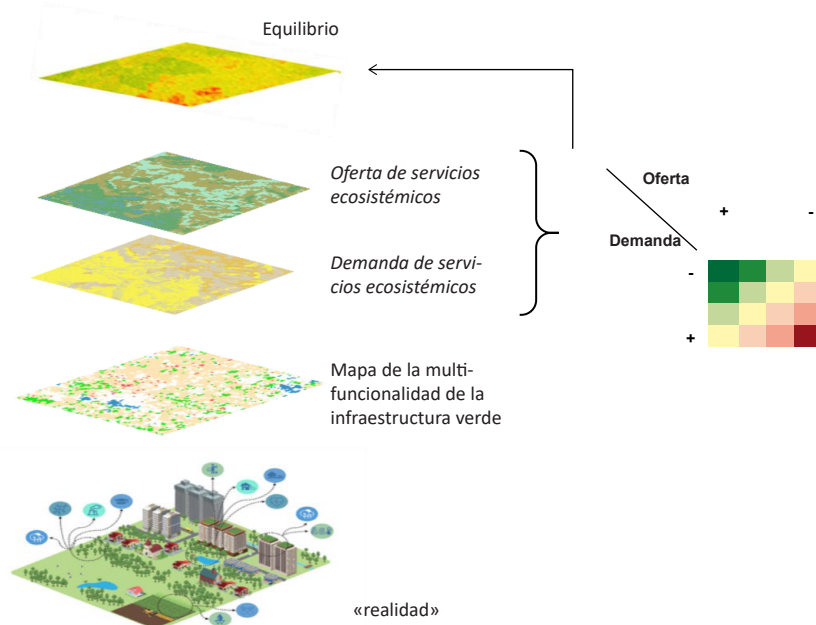 Equilibrio
Oferta de servicios
ecosistémicos
Demanda de servi-
cios ecosistémicos
Mapa de la multi-
funcionalidad de la
infraestructura verde
«realidad»
Oferta
+ -
Demanda
-
+